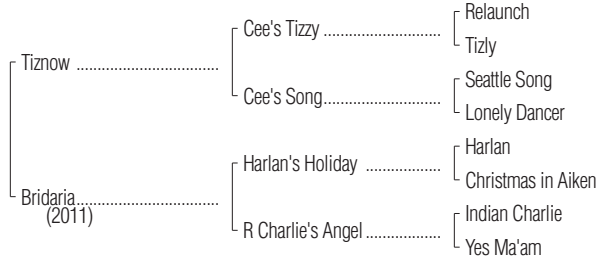 Relaunch
Cee's Tizzy ........................
Tizly
Tiznow .............................
Seattle Song
Cee's Song........................
Lonely Dancer
Harlan
Harlan's Holiday ...............
Christmas in Aiken
Bridaria.............................
(2011)
Indian Charlie
R Charlie's Angel ...............
Yes Ma'am